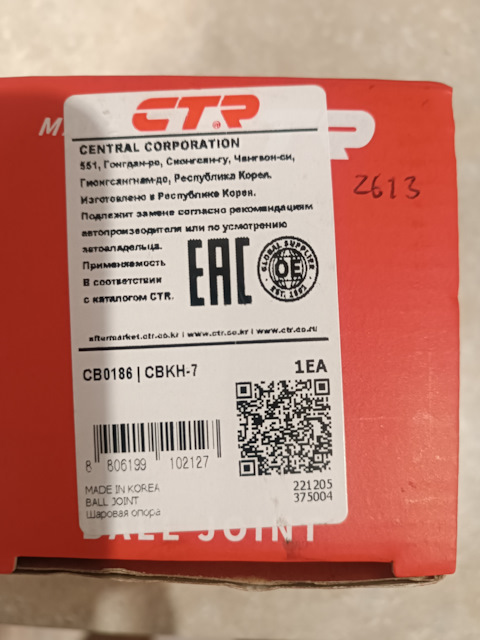 CTR
CENTRAL CORPORATION
551, Гонгдан-ро, Сионгсан-гу, Чангвон-си,
Гионгсангнам-до, Республика Корея.
Изготовлено в Республике Корея.
Подлежит замене согласно рекомендациям
автопроизводителя или по усмотрению
автовладельца.
Применяемость
В соответствии
с каталогом CTR.
EAC
GLOBAL SUPPLIER
OE
EST. 1971
aftermarket.ctr.co.kr | www.ctr.co.kr | www.ctr.co.ru
2613
CB0186 | CBKH-7
1EA
8 806199 102127
221205
375004
MADE IN KOREA
BALL JOINT
Шаровая опора
BALL JOINT